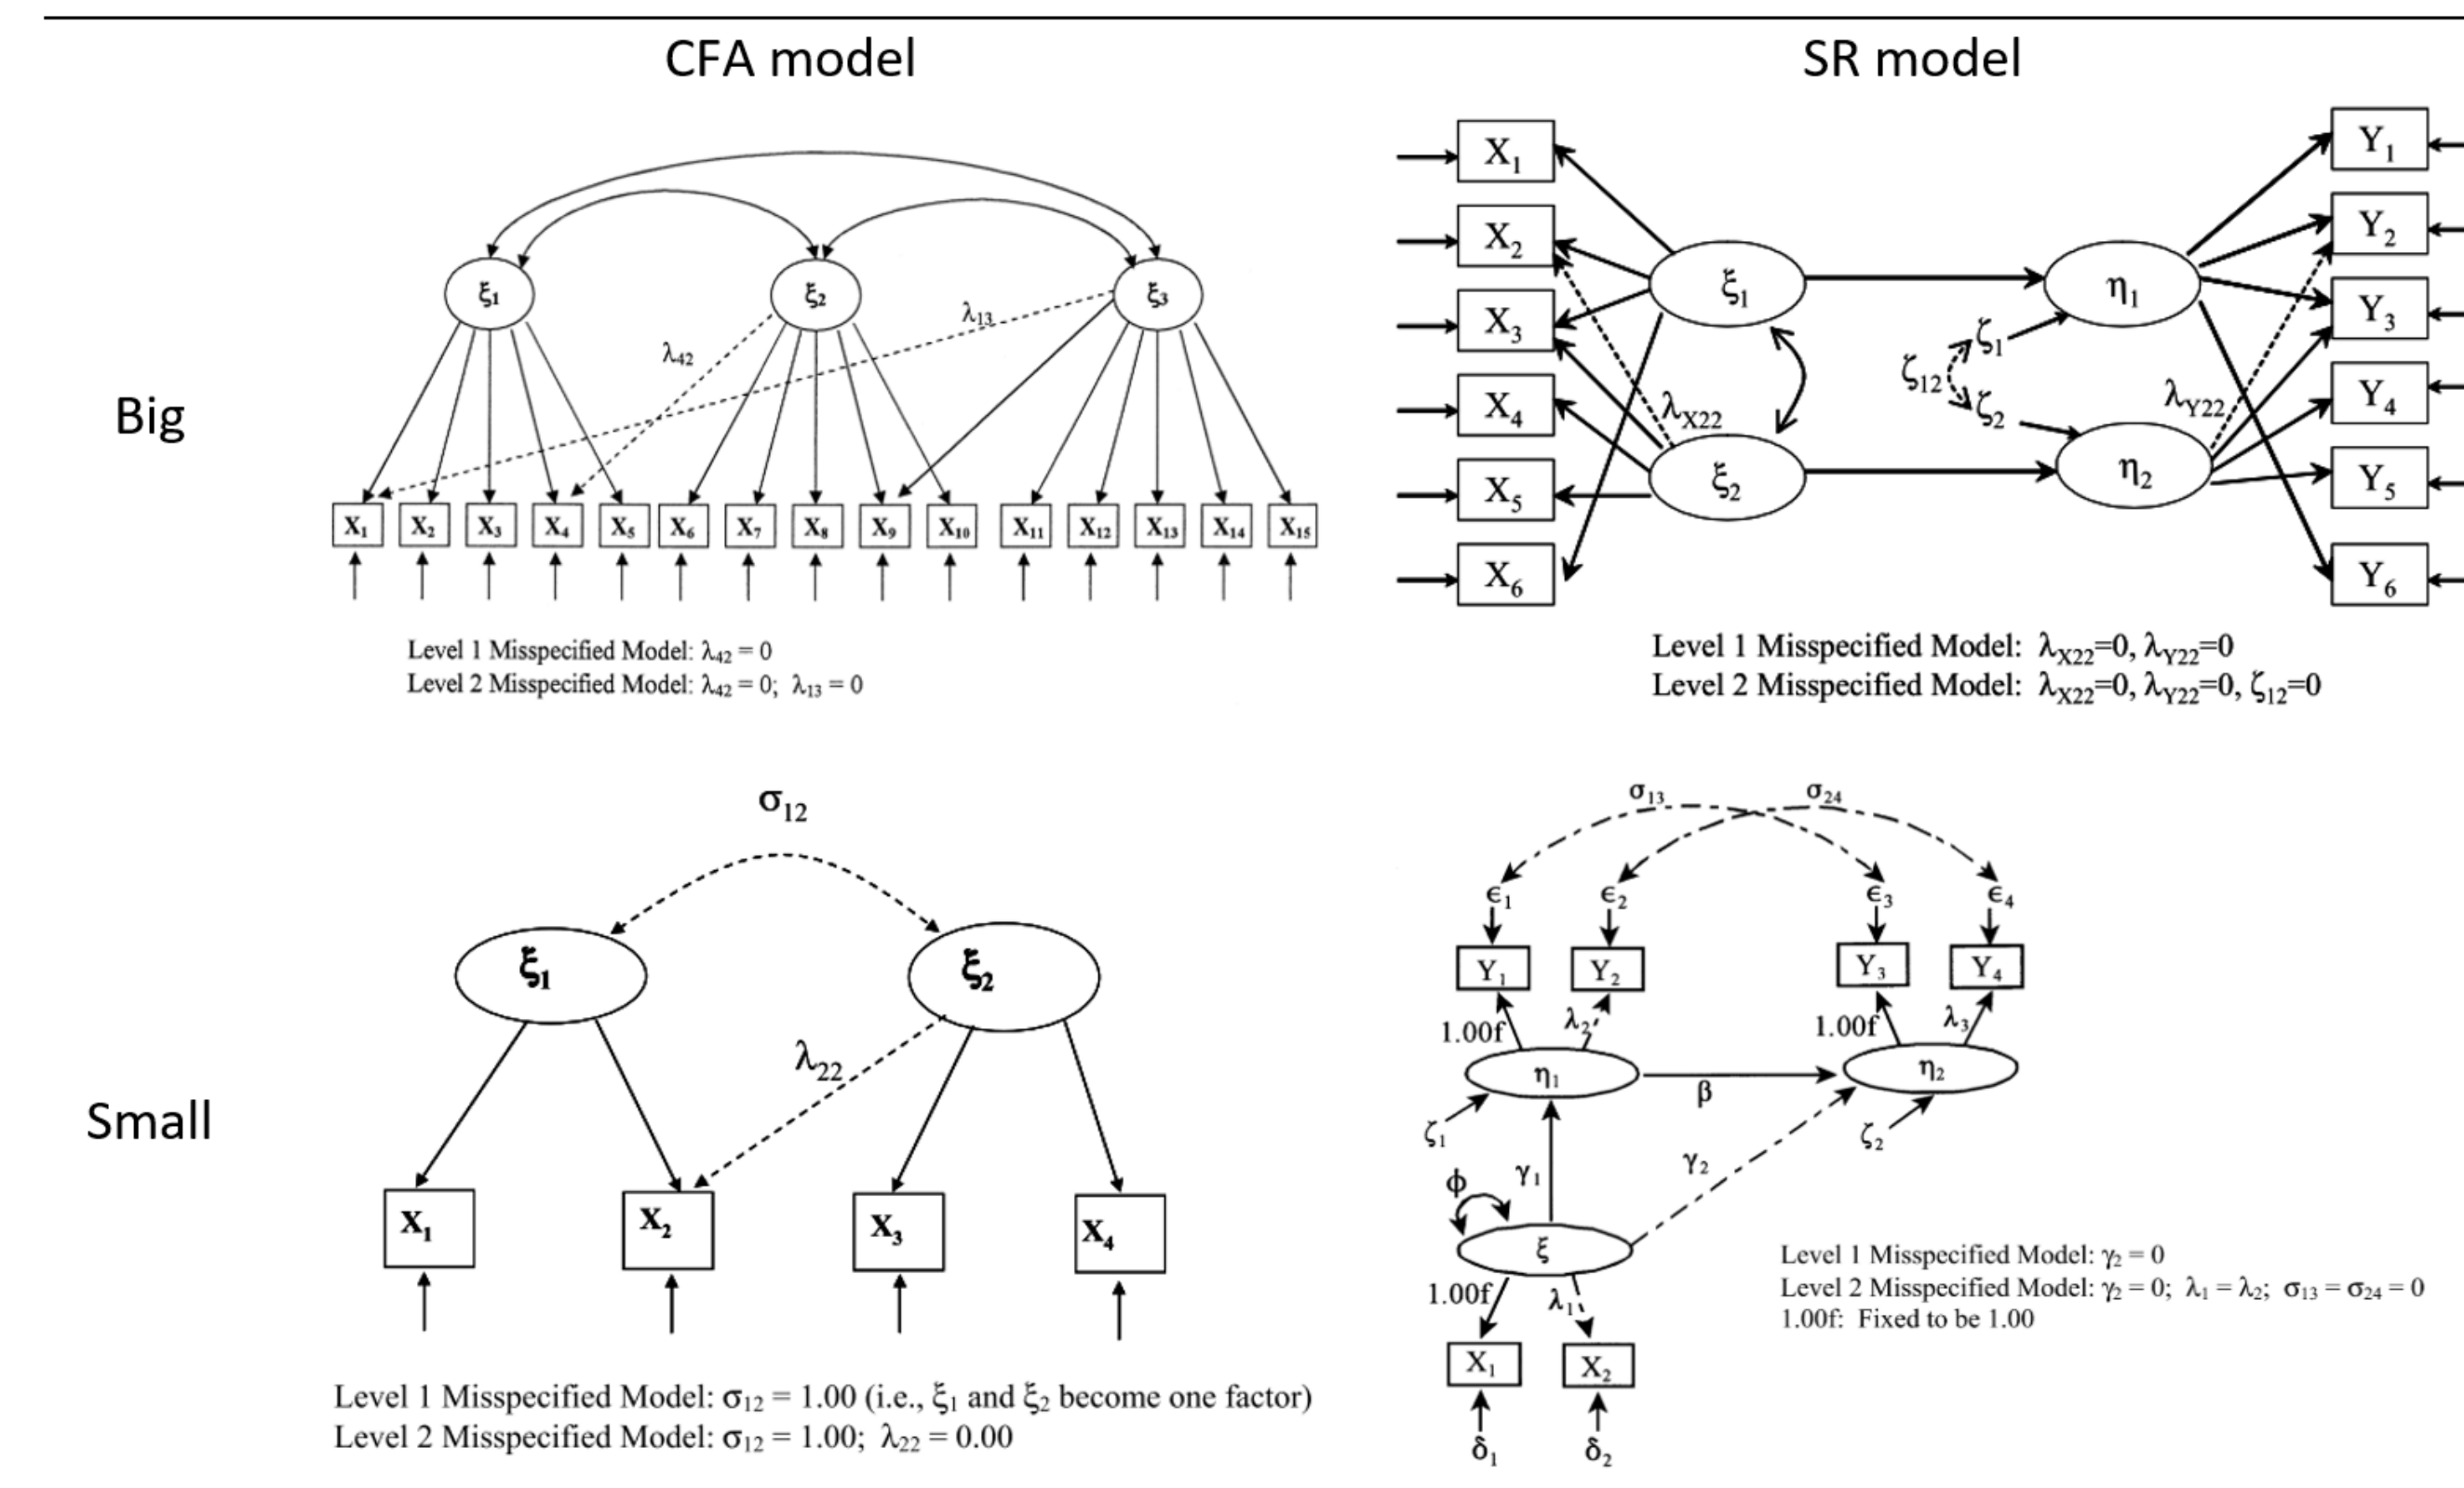 CFA model
SR model
Big
ξ1
ξ2
ξ3
λ42
λ13
X1 X2 X3 X4 X5 X6 X7 X8 X9 X10 X11 X12 X13 X14 X15
Level 1 Misspecified Model: λ42 = 0
Level 2 Misspecified Model: λ42 = 0; λ13 = 0
X1
X2
X3
X4
X5
X6
ξ1
ξ2
λX22
ζ12
ζ1
ζ2
η1
η2
λY22
Y1
Y2
Y3
Y4
Y5
Y6
Level 1 Misspecified Model: λX22=0, λY22=0
Level 2 Misspecified Model: λX22=0, λY22=0, ζ12=0
Small
σ12
ξ1
ξ2
λ22
X1
X2
X3
X4
Level 1 Misspecified Model: σ12 = 1.00 (i.e., ξ1 and ξ2 become one factor)
Level 2 Misspecified Model: σ12 = 1.00; λ22 = 0.00
σ13 σ24
ϵ1 ϵ2 ϵ3 ϵ4
Y1 Y2 Y3 Y4
1.00f λ2 1.00f λ3
η1 η2
β
ζ1 ζ2
γ2
ϕ γ1
ξ
1.00f λ1
X1 X2
δ1 δ2
Level 1 Misspecified Model: γ2 = 0
Level 2 Misspecified Model: γ2 = 0; λ1 = λ2; σ13 = σ24 = 0
1.00f: Fixed to be 1.00